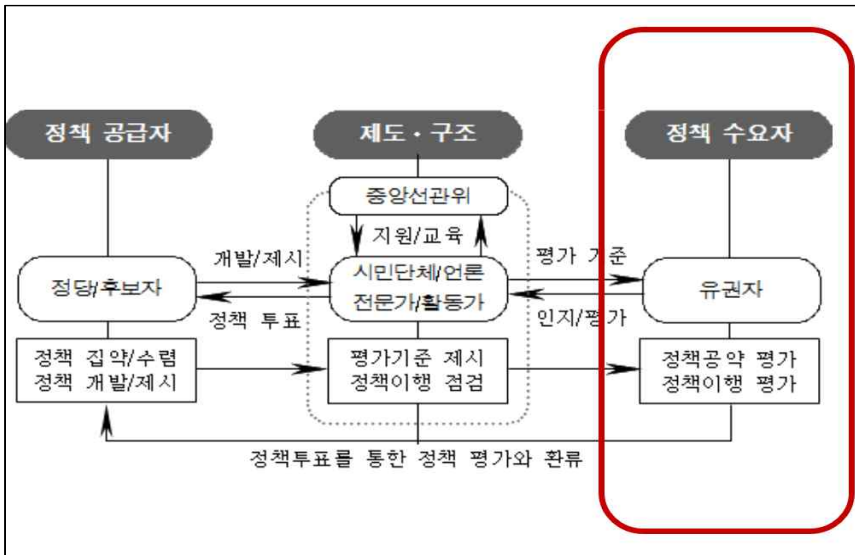 정책 공급자
제도·구조
정책 수요자
중앙선관위
지원/교육
개발/제시
평가 기준
정당/후보자
시민단체/언론
전문가/활동가
유권자
정책 투표
인지/평가
정책 집약/수렴
정책 개발/제시
평가기준 제시
정책이행 점검
정책공약 평가
정책이행 평가
정책투표를 통한 정책 평가와 환류